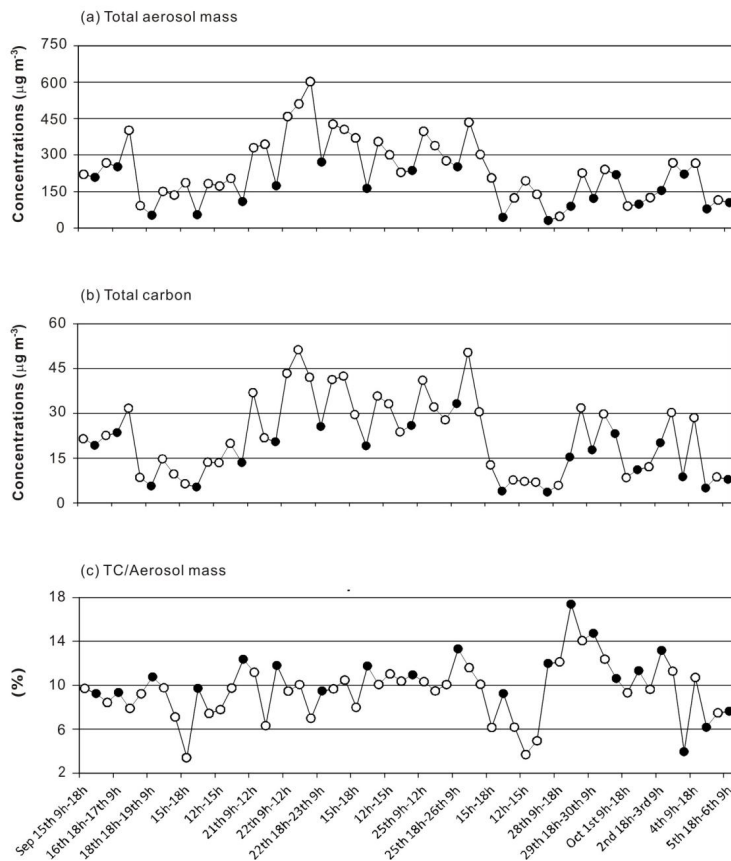 (a) Total aerosol mass
Concentrations (μg m-3)
750
600
450
300
150
0
(b) Total carbon
Concentrations (μg m-3)
60
45
30
15
0
(c) TC/Aerosol mass
(%)
18
14
10
6
2
Sep 15th 9h-18h
16th 18h-17th 9h
18th 18h-19th 9h
15h-18h
12h-15h
21th 9h-12h
22th 9h-12h
22th 18h-23th 9h
15h-18h
12h-15h
25th 9h-12h
25th 18h-26th 9h
15h-18h
12h-15h
28th 9h-18h
29th 18h-30th 9h
Oct 1st 9h-18h
2nd 18h-3rd 9h
4th 9h-18h
5th 18h-6th 9h